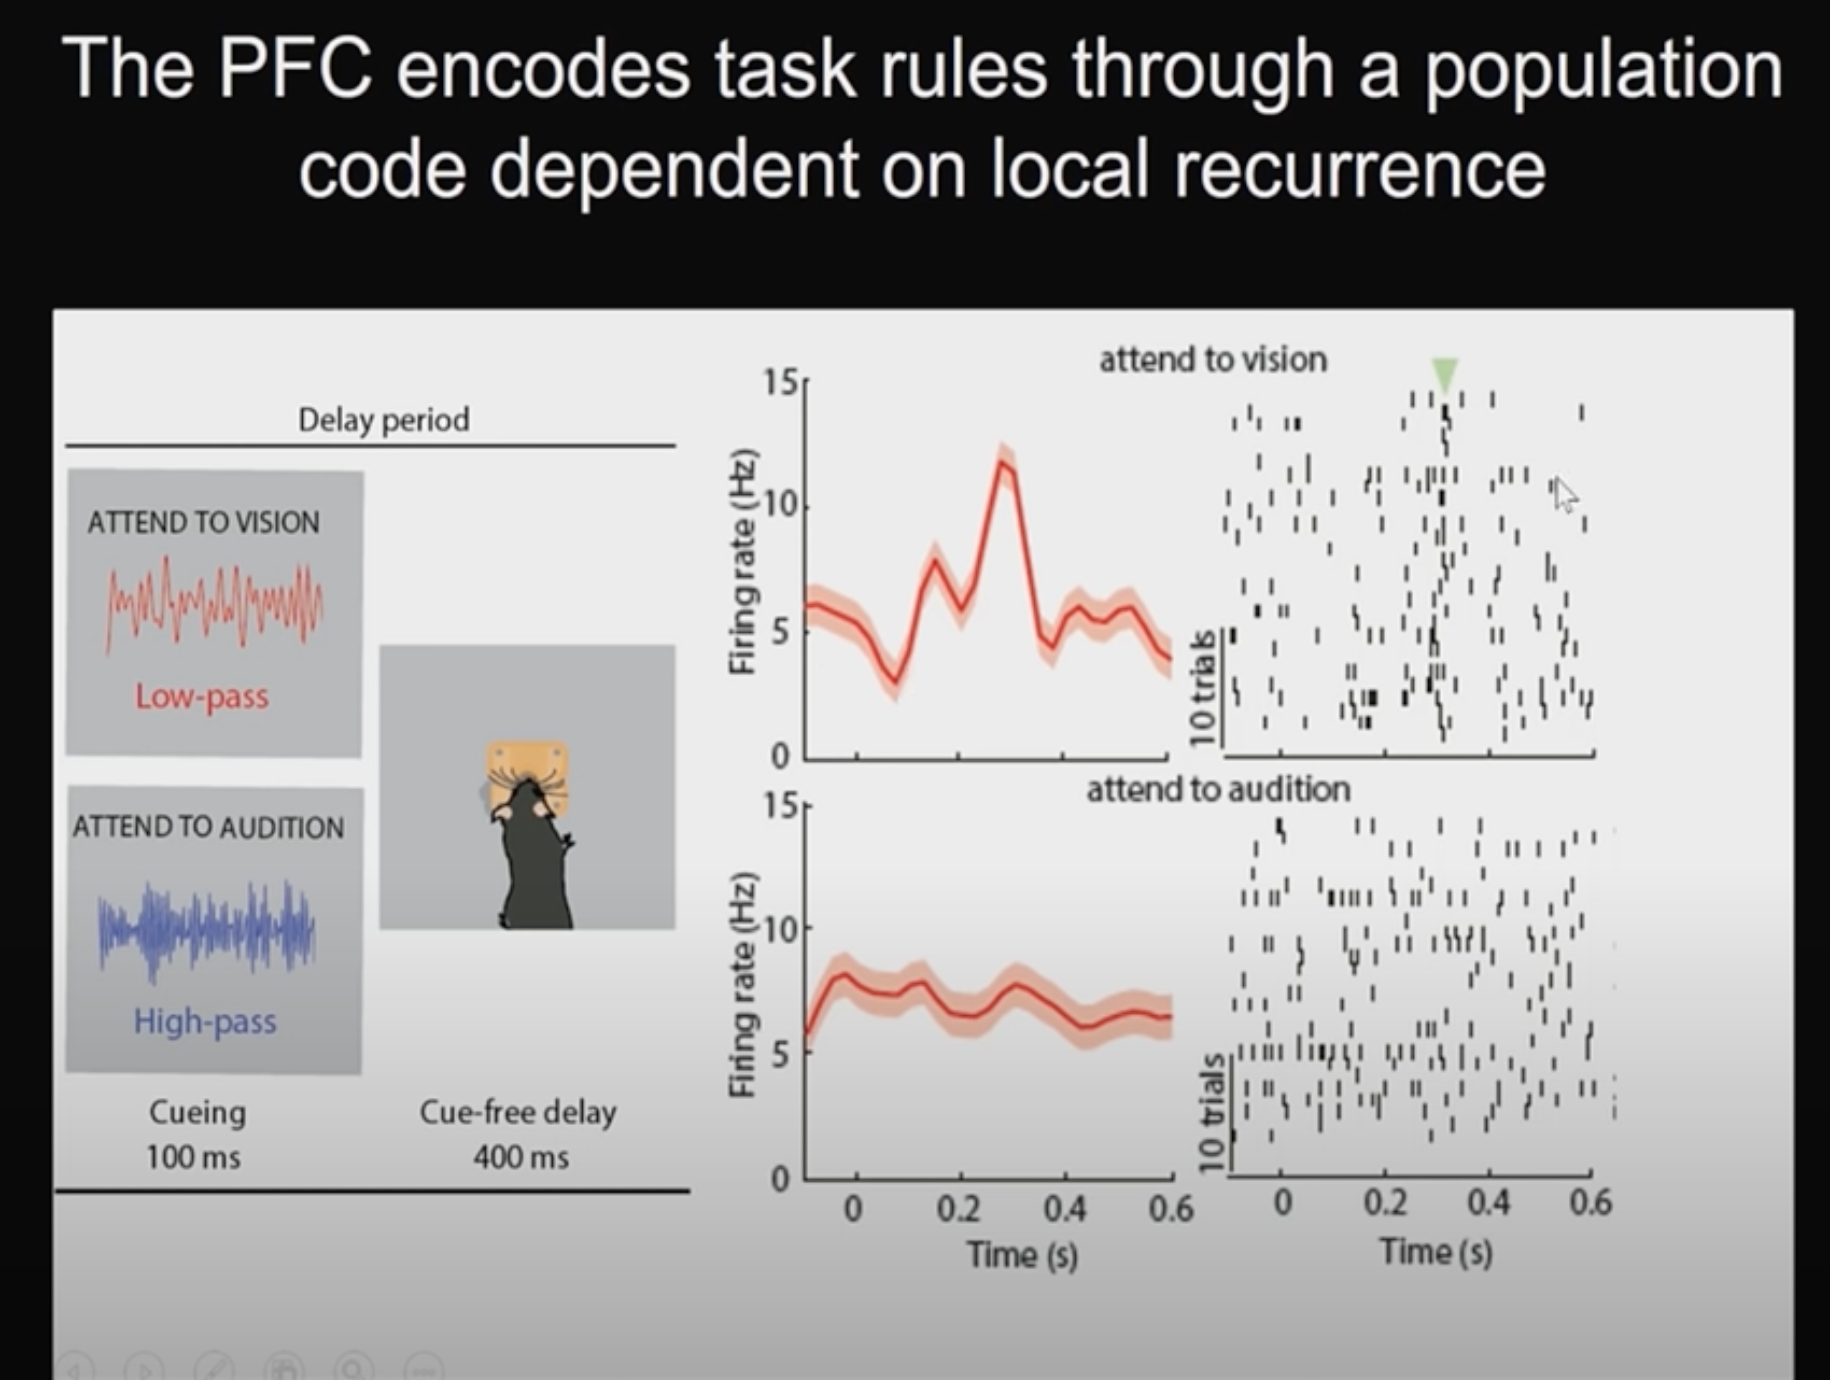 The PFC encodes task rules through a population
code dependent on local recurrence
Delay period
ATTEND TO VISION
Low-pass
ATTEND TO AUDITION
High-pass
Cueing
100 ms
Cue-free delay
400 ms
attend to vision
15
10
5
0
Firing rate (Hz)
10 trials
attend to audition
15
10
5
0
Firing rate (Hz)
0 0.2 0.4 0.6
Time (s)
10 trials
0 0.2 0.4 0.6
Time (s)